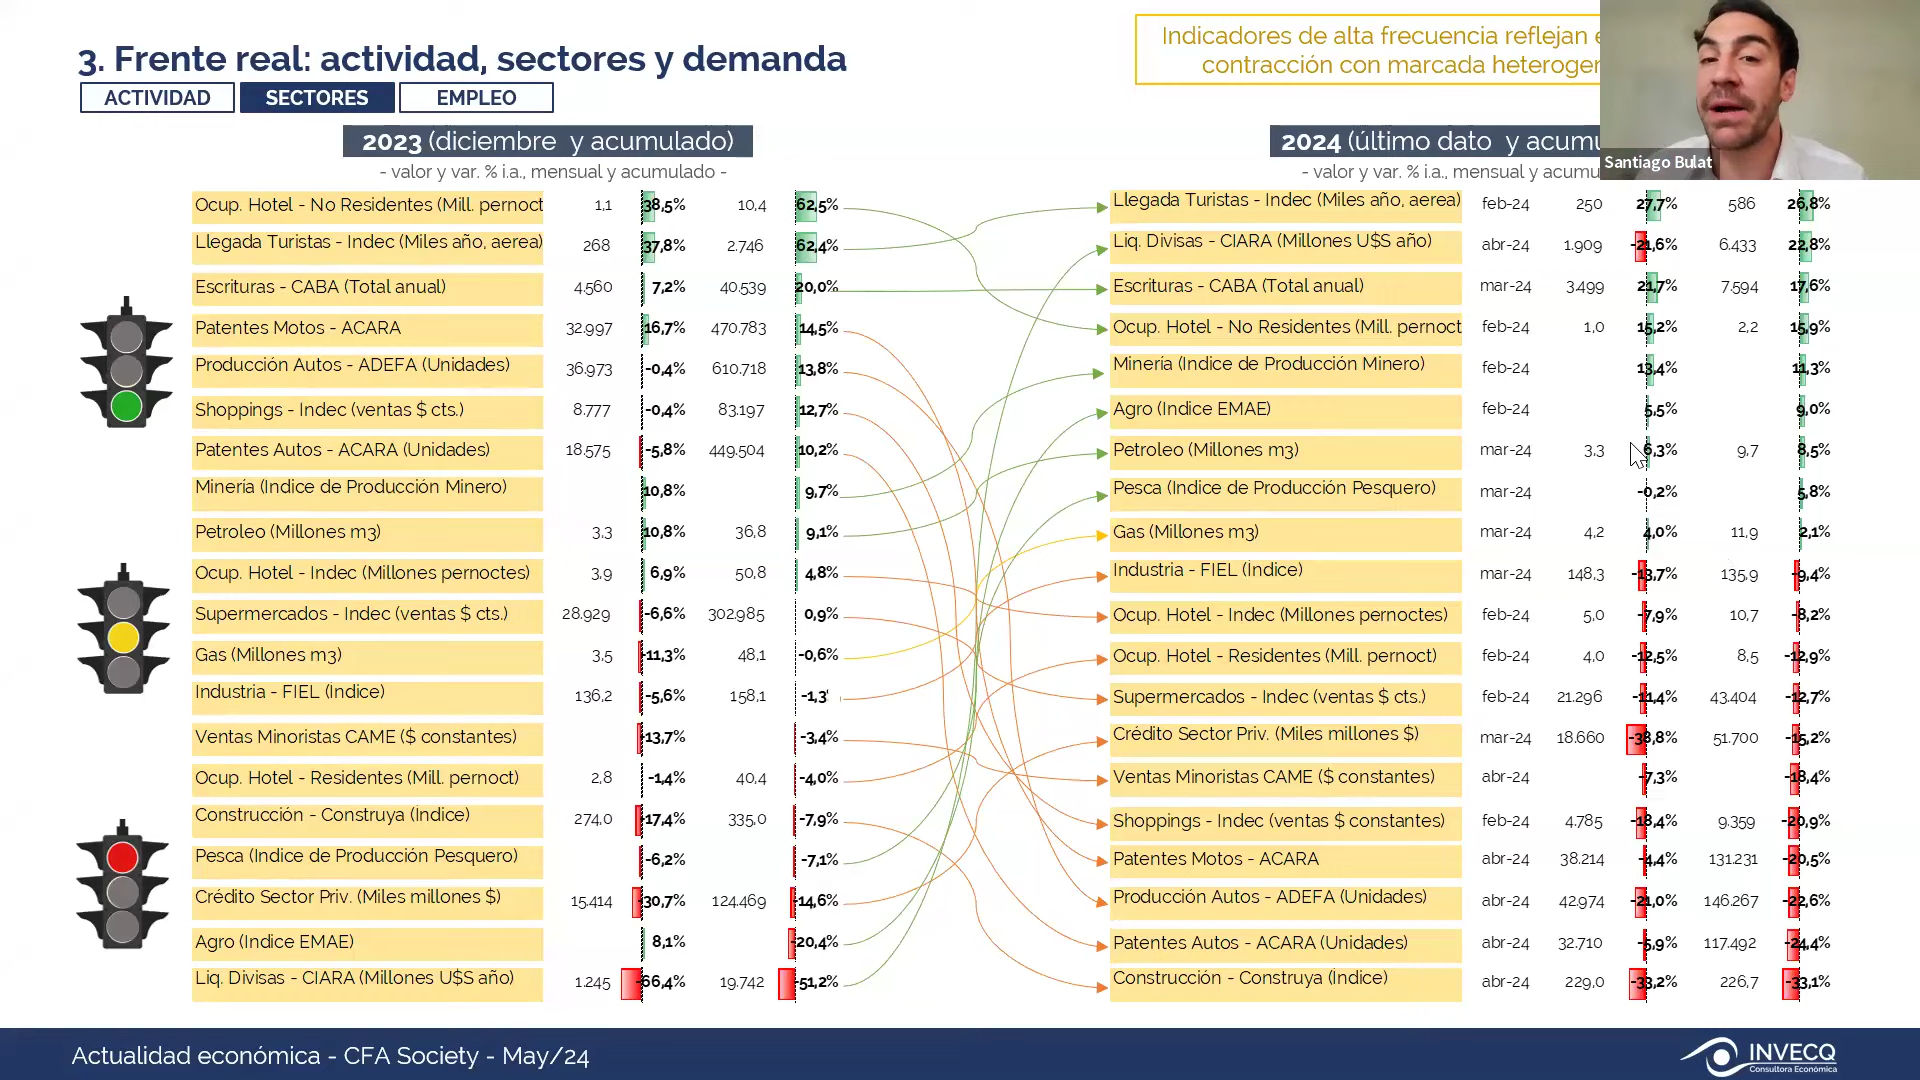 3. Frente real: actividad, sectores y demanda
ACTIVIDAD SECTORES EMPLEO
Indicadores de alta frecuencia reflejan
contracción con marcada
Santiago Bulat
2023 (diciembre y acumulado)
- valor y var. % i.a., mensual y acumulado -
Ocup. Hotel - No Residentes (Mill. pernoct 1,1 38,5% 10,4 62,5%
Llegada Turistas - Indec (Miles año, aerea) 268 37,8% 2.746 62,4%
Escrituras - CABA (Total anual) 4.560 7,2% 40.539 20,0%
Patentes Motos - ACARA 32.997 16,7% 470.783 14,5%
Producción Autos - ADEFA (Unidades) 36.973 -0,4% 610.718 13,8%
Shoppings - Indec (ventas $ cts.) 8.777 -0,4% 83.197 12,7%
Patentes Autos - ACARA (Unidades) 18.575 -5,8% 449.504 10,2%
Minería (Indice de Producción Minero) 10,8% 9,7%
Petroleo (Millones m3) 3,3 10,8% 36,8 9,1%
Ocup. Hotel - Indec (Millones pernoctes) 3,9 6,9% 50,8 4,8%
Supermercados - Indec (ventas $ cts.) 28.929 -6,6% 302.985 0,9%
Gas (Millones m3) 3,5 -11,3% 48,1 -0,6%
Industria - FIEL (Índice) 136,2 -5,6% 158,1 -1,3
Ventas Minoristas CAME ($ constantes) -13,7% -3,4%
Ocup. Hotel - Residentes (Mill. pernoct) 2,8 -1,4% 40,4 -4,0%
Construcción - Construya (Índice) 274,0 -17,4% 335,0 -7,9%
Pesca (Indice de Producción Pesquero) -6,2% -7,1%
Crédito Sector Priv. (Miles millones $) 15.414 -30,7% 124.469 -14,6%
Agro (Indice EMAE) 8,1% -20,4%
Liq. Divisas - CIARA (Millones U$S año) 1.245 -66,4% 19.742 -51,2%
2024 (último dato y
- valor y var. % i.a., mensual y
Llegada Turistas - Indec (Miles año, aerea) feb-24 250 27,7% 586 26,8%
Liq. Divisas - CIARA (Millones U$S año) abr-24 1.909 -21,6% 6.433 22,8%
Escrituras - CABA (Total anual) mar-24 3.499 21,7% 7.594 17,6%
Ocup. Hotel - No Residentes (Mill. pernoct feb-24 1,0 15,2% 2,2 15,9%
Minería (Indice de Producción Minero) feb-24 13,4% 11,3%
Agro (Indice EMAE) feb-24 5,5% 9,0%
Petroleo (Millones m3) mar-24 3,3 6,3% 9,7 8,5%
Pesca (Indice de Producción Pesquero) mar-24 -0,2% 5,8%
Gas (Millones m3) mar-24 4,2 4,0% 11,9 2,1%
Industria - FIEL (Índice) mar-24 148,3 -13,7% 135,9 -9,4%
Ocup. Hotel - Indec (Millones pernoctes) feb-24 5,0 -7,9% 10,7 -8,2%
Ocup. Hotel - Residentes (Mill. pernoct) feb-24 4,0 -12,5% 8,5 -12,9%
Supermercados - Indec (ventas $ cts.) feb-24 21.296 -11,4% 43.404 -12,7%
Crédito Sector Priv. (Miles millones $) mar-24 18.660 -38,8% 51.700 -15,2%
Ventas Minoristas CAME ($ constantes) abr-24 -7,3% -18,4%
Shoppings - Indec (ventas $ constantes) feb-24 4.785 -18,4% 9.359 -20,9%
Patentes Motos - ACARA abr-24 38.214 -4,4% 131.231 -20,5%
Producción Autos - ADEFA (Unidades) abr-24 42.974 -21,0% 146.267 -22,6%
Patentes Autos - ACARA (Unidades) abr-24 32.710 -5,9% 117.492 -24,4%
Construcción - Construya (Índice) abr-24 229,0 -33,2% 226,7 -33,1%
Actualidad económica - CFA Society - May/24
INVECQ
Consultora Económica